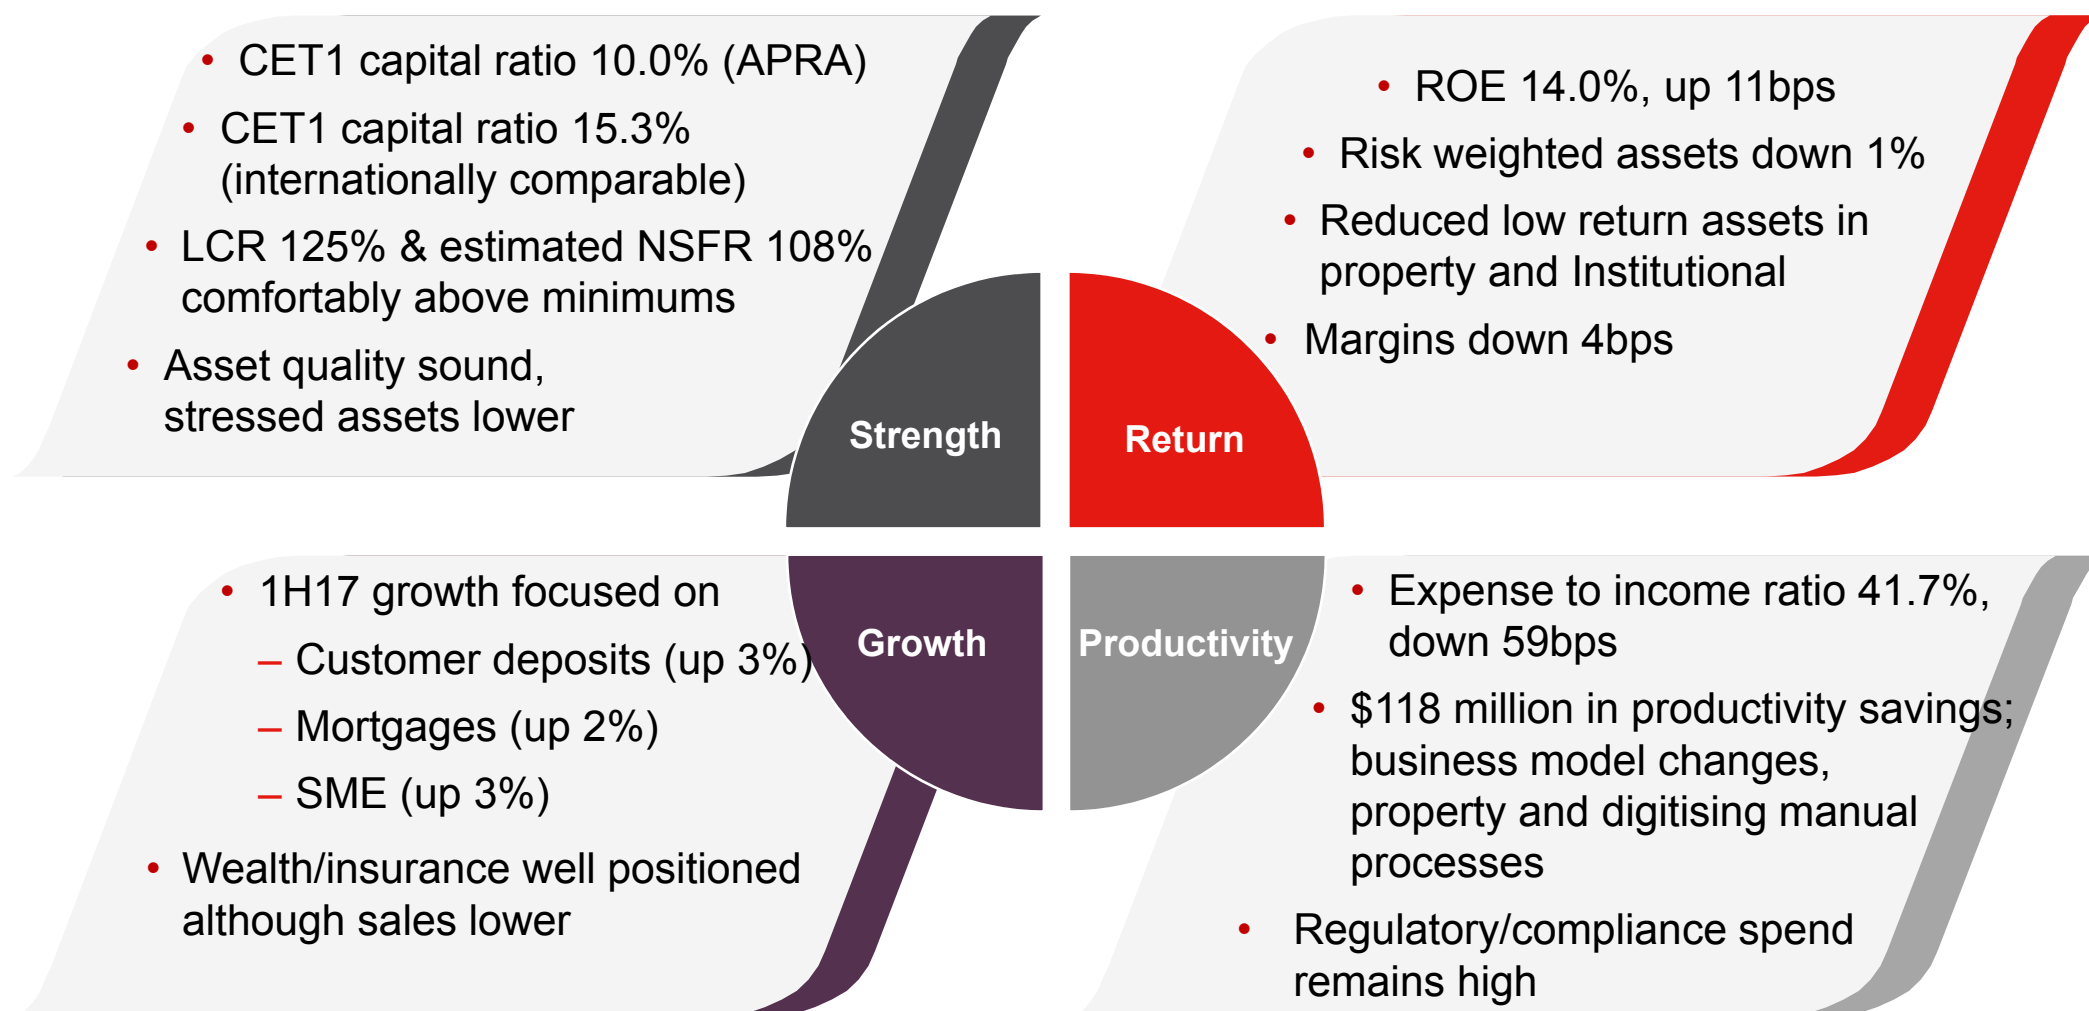 • CET1 capital ratio 10.0% (APRA)
• CET1 capital ratio 15.3%
(internationally comparable)
• LCR 125% & estimated NSFR 108%
comfortably above minimums
• Asset quality sound,
stressed assets lower
Strength
• ROE 14.0%, up 11bps
• Risk weighted assets down 1%
• Reduced low return assets in
property and Institutional
• Margins down 4bps
Return
• 1H17 growth focused on
– Customer deposits (up 3%)
– Mortgages (up 2%)
– SME (up 3%)
• Wealth/insurance well positioned
although sales lower
Growth
Productivity
• Expense to income ratio 41.7%,
down 59bps
• $118 million in productivity savings;
business model changes,
property and digitising manual
processes
• Regulatory/compliance spend
remains high